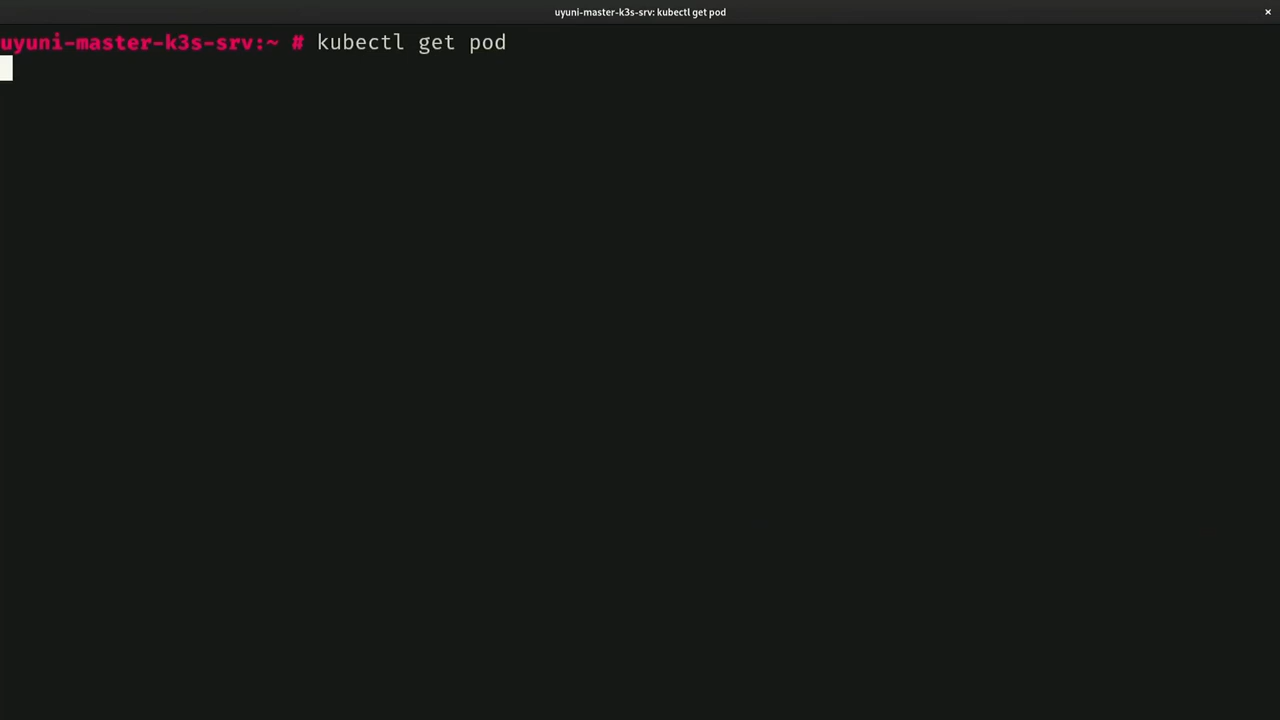 uyuni-master-k3s-srv: kubectl get pod
×
uyuni-master-k3s-srv:~ # kubectl get pod